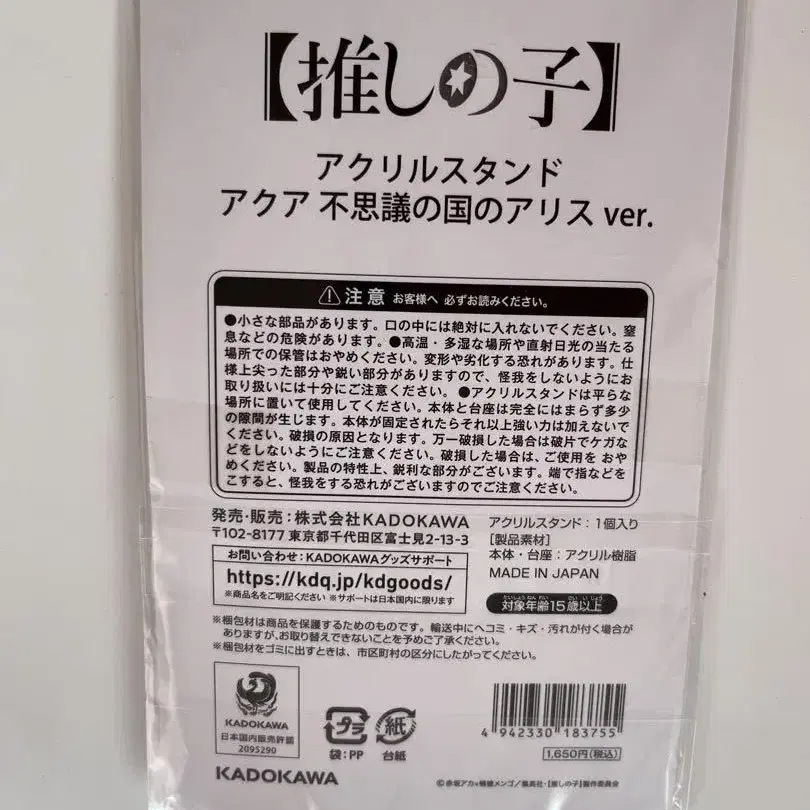 【推しの子】
アクリルスタンド
アクア 不思議の国のアリス ver.
注意 お客様へ 必ずお読みください。
●小さな部品があります。口の中には絶対に入れないでください。窒
息などの危険があります。●高温・多湿な場所や直射日光の当たる
場所での保管はおやめください。変形や劣化する恐れがあります。仕
様上尖った部分や鋭い部分がありますので、怪我をしないようにお
取り扱いには十分にご注意ください。●アクリルスタンドは平らな
場所に置いて使用してください。本体と台座は完全にはまらず多少
の隙間が生じます。本体が固定されたらそれ以上強い力は加えないで
ください。破損の原因となります。万一破損した場合は破片でケガな
どをしないようにご注意ください。破損した場合は、ご使用を おや
めください。製品の特性上、鋭利な部分がございます。端で指などを
こすると、怪我をする恐れがございますのでご注意ください。
発売・販売：株式会社KADOKAWA
〒102-8177 東京都千代田区富士見2-13-3
お問い合わせ：KADOKAWAグッズサポート
https://kdq.jp/kdgoods/
※商品名をご明記ください ※サポートは日本国内に限ります
アクリルスタンド：1個入り
[製品素材]
本体・台座：アクリル樹脂
MADE IN JAPAN
対象年齢15歳以上
※梱包材は商品を保護するためのものです。輸送中にヘコミ・キズ・汚れが付く場合が
ありますが、お取り替えできないことを予めご了承ください。
※梱包材をゴミに出すときは、市区町村の区分にしたがってください。
KADOKAWA
日本国内販売許諾
2095290
プラ
袋：PP
紙
台紙
4 942330 183755
1,650円(税込)
KADOKAWA
©赤坂アカ×横槍メンゴ／集英社・【推しの子】製作委員会